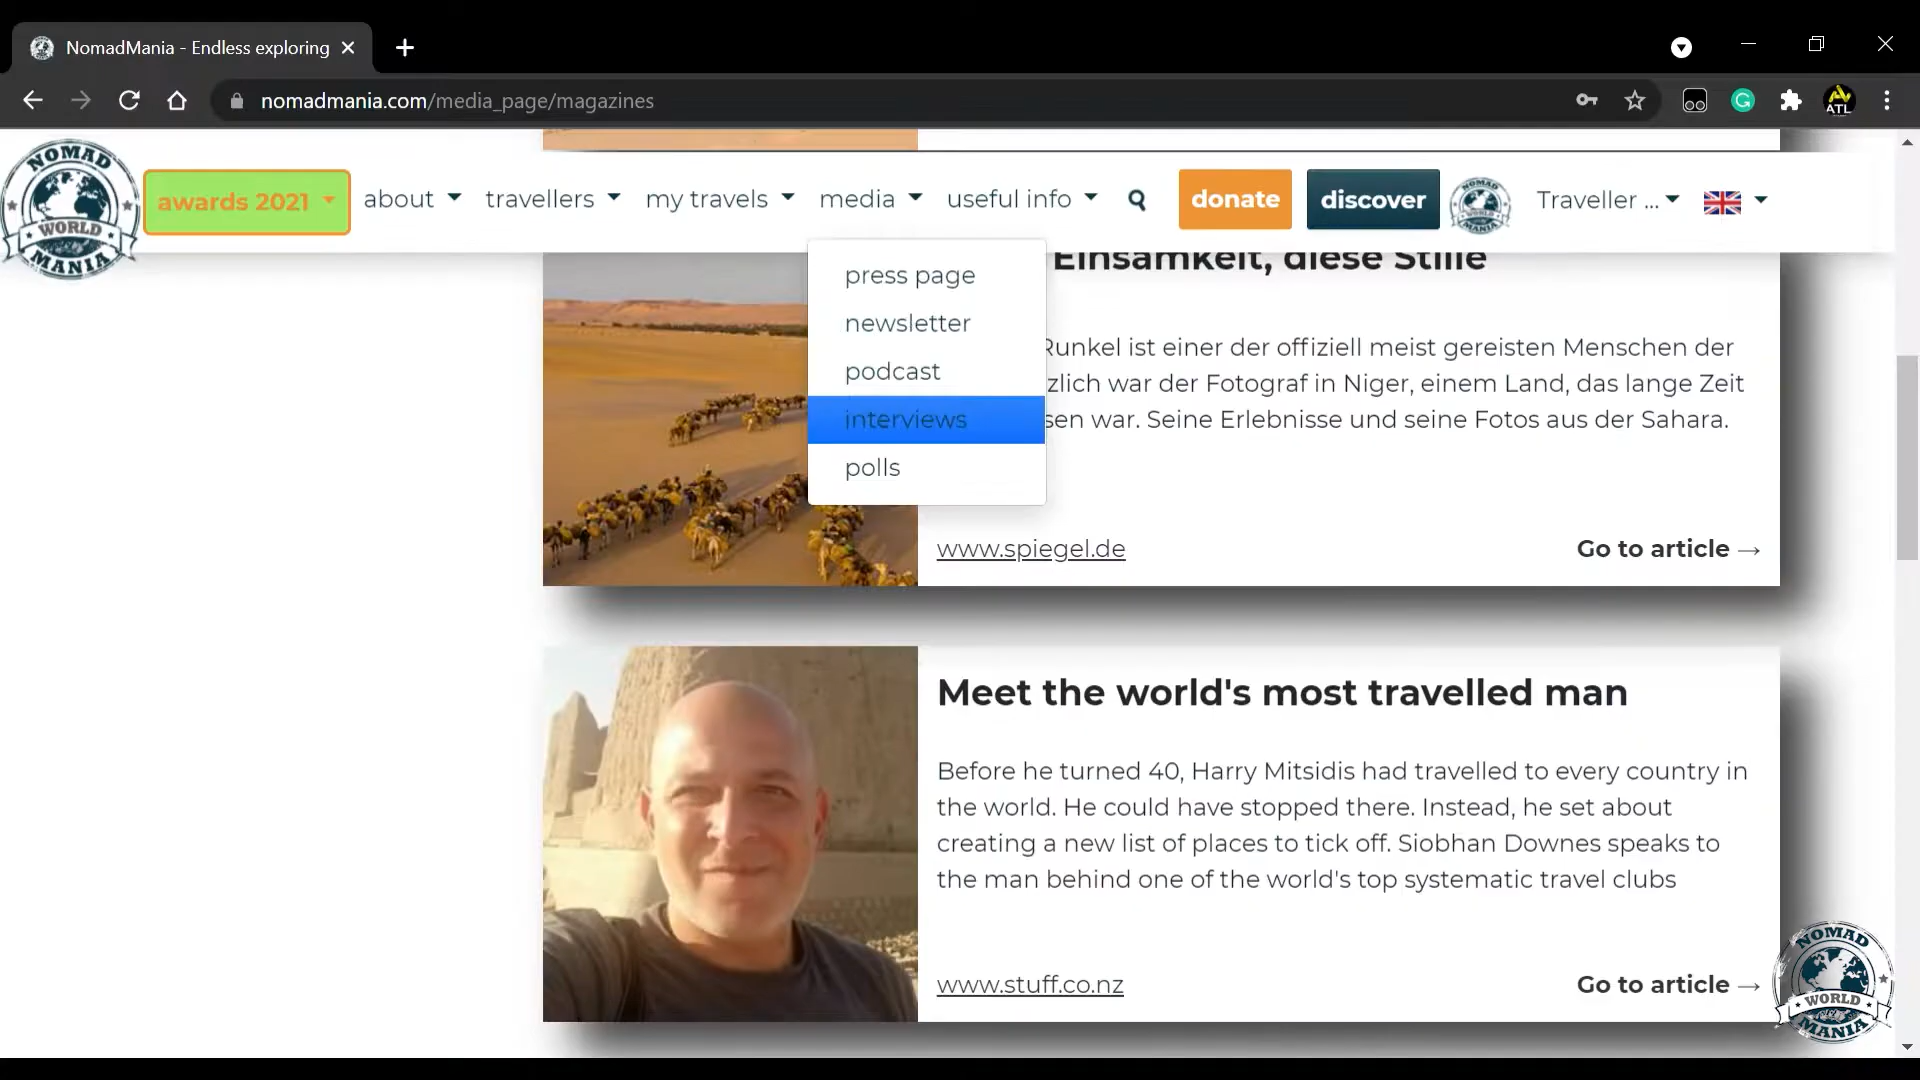 NomadMania - Endless exploring
nomadmania.com/media_page/magazines
ATL
NOMAD
WORLD
MANIA
awards 2021
about
travellers
my travels
media
useful info
donate
discover
Traveller ...
press page
newsletter
podcast
interviews
polls
Einsamkeit, diese Stille
Runkel ist einer der offiziell meist gereisten Menschen der
zlich war der Fotograf in Niger, einem Land, das lange Zeit
sen war. Seine Erlebnisse und seine Fotos aus der Sahara.
www.spiegel.de
Go to article →
Meet the world's most travelled man
Before he turned 40, Harry Mitsidis had travelled to every country in
the world. He could have stopped there. Instead, he set about
creating a new list of places to tick off. Siobhan Downes speaks to
the man behind one of the world's top systematic travel clubs
www.stuff.co.nz
Go to article →
NOMAD
WORLD
MANIA